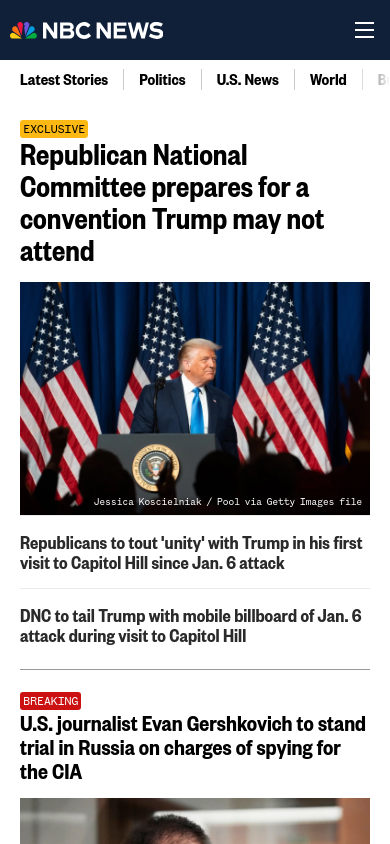 NBC NEWS
Latest Stories
Politics
U.S. News
World
EXCLUSIVE
Republican National
Committee prepares for a
convention Trump may not
attend
Jessica Koscielniak / Pool via Getty Images file
Republicans to tout 'unity' with Trump in his first
visit to Capitol Hill since Jan. 6 attack
DNC to tail Trump with mobile billboard of Jan. 6
attack during visit to Capitol Hill
BREAKING
U.S. journalist Evan Gershkovich to stand
trial in Russia on charges of spying for
the CIA